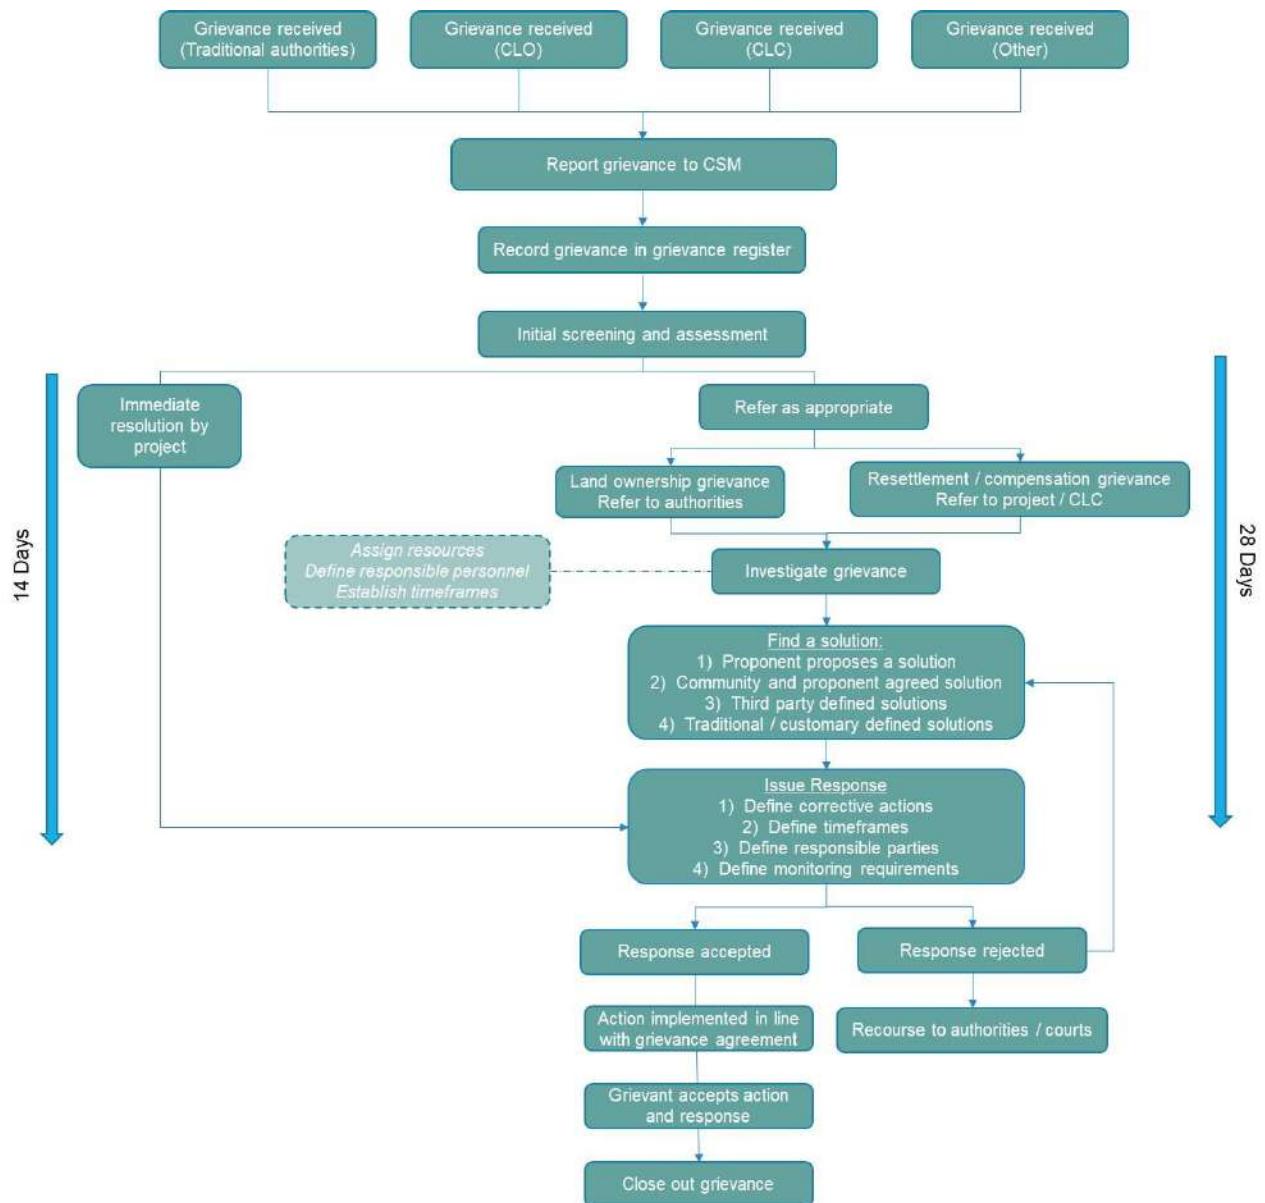 Grievance received
(Traditional authorities)
Grievance received
(CLO)
Grievance received
(CLC)
Grievance received
(Other)
Report grievance to CSM
Record grievance in grievance register
Initial screening and assessment
Immediate
resolution by
project
Refer as appropriate
Land ownership grievance
Refer to authorities
Resettlement / compensation grievance
Refer to project / CLC
14 Days
28 Days
Assign resources
Define responsible personnel
Establish timeframes
Investigate grievance
Find a solution:
1) Proponent proposes a solution
2) Community and proponent agreed solution
3) Third party defined solutions
4) Traditional / customary defined solutions
Issue Response
1) Define corrective actions
2) Define timeframes
3) Define responsible parties
4) Define monitoring requirements
Response accepted
Response rejected
Action implemented in line
with grievance agreement
Recourse to authorities / courts
Grievant accepts action
and response
Close out grievance